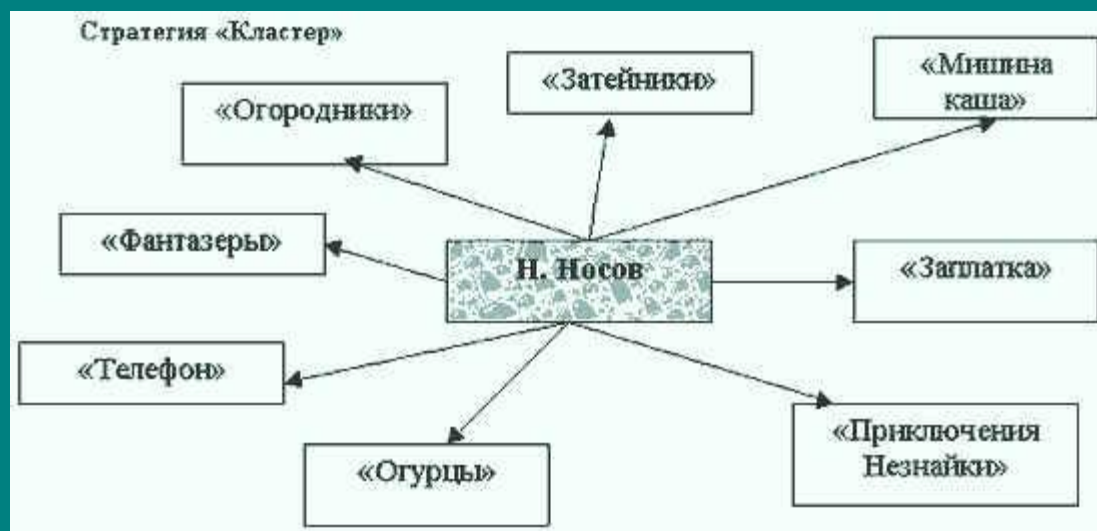 Стратегия «Кластер»
«Затейники»
«Мишина
каша»
«Огородники»
«Фантазеры»
Н. Носов
«Заплатка»
«Телефон»
«Приключения
Незнайки»
«Огурцы»